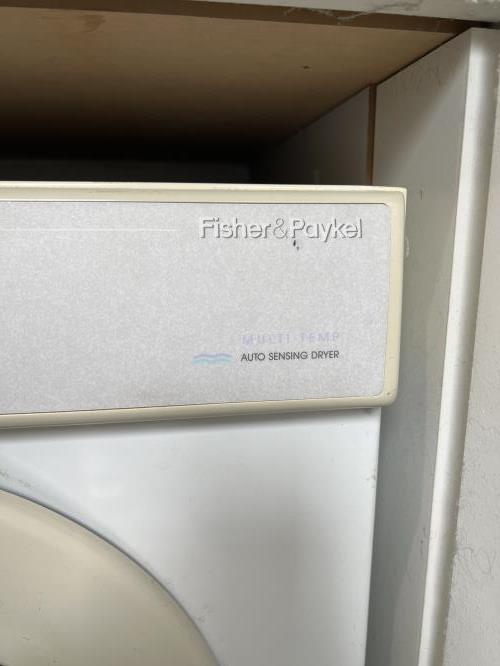 Fisher&Paykel
MULTI-TEMP
AUTO SENSING DRYER